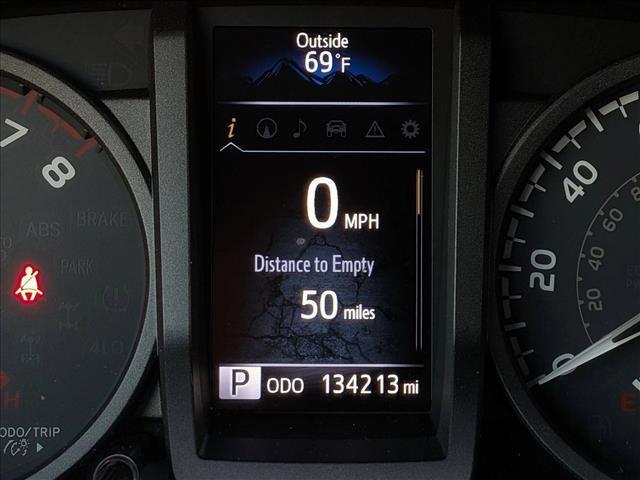 Outside
69°F
i
0 MPH
Distance to Empty
50 miles
P ODO 134213 mi
7
8
BRAKE
ABS
PARK
4LO
H
ODO/TRIP
40
20
0
80
60
40
20
E